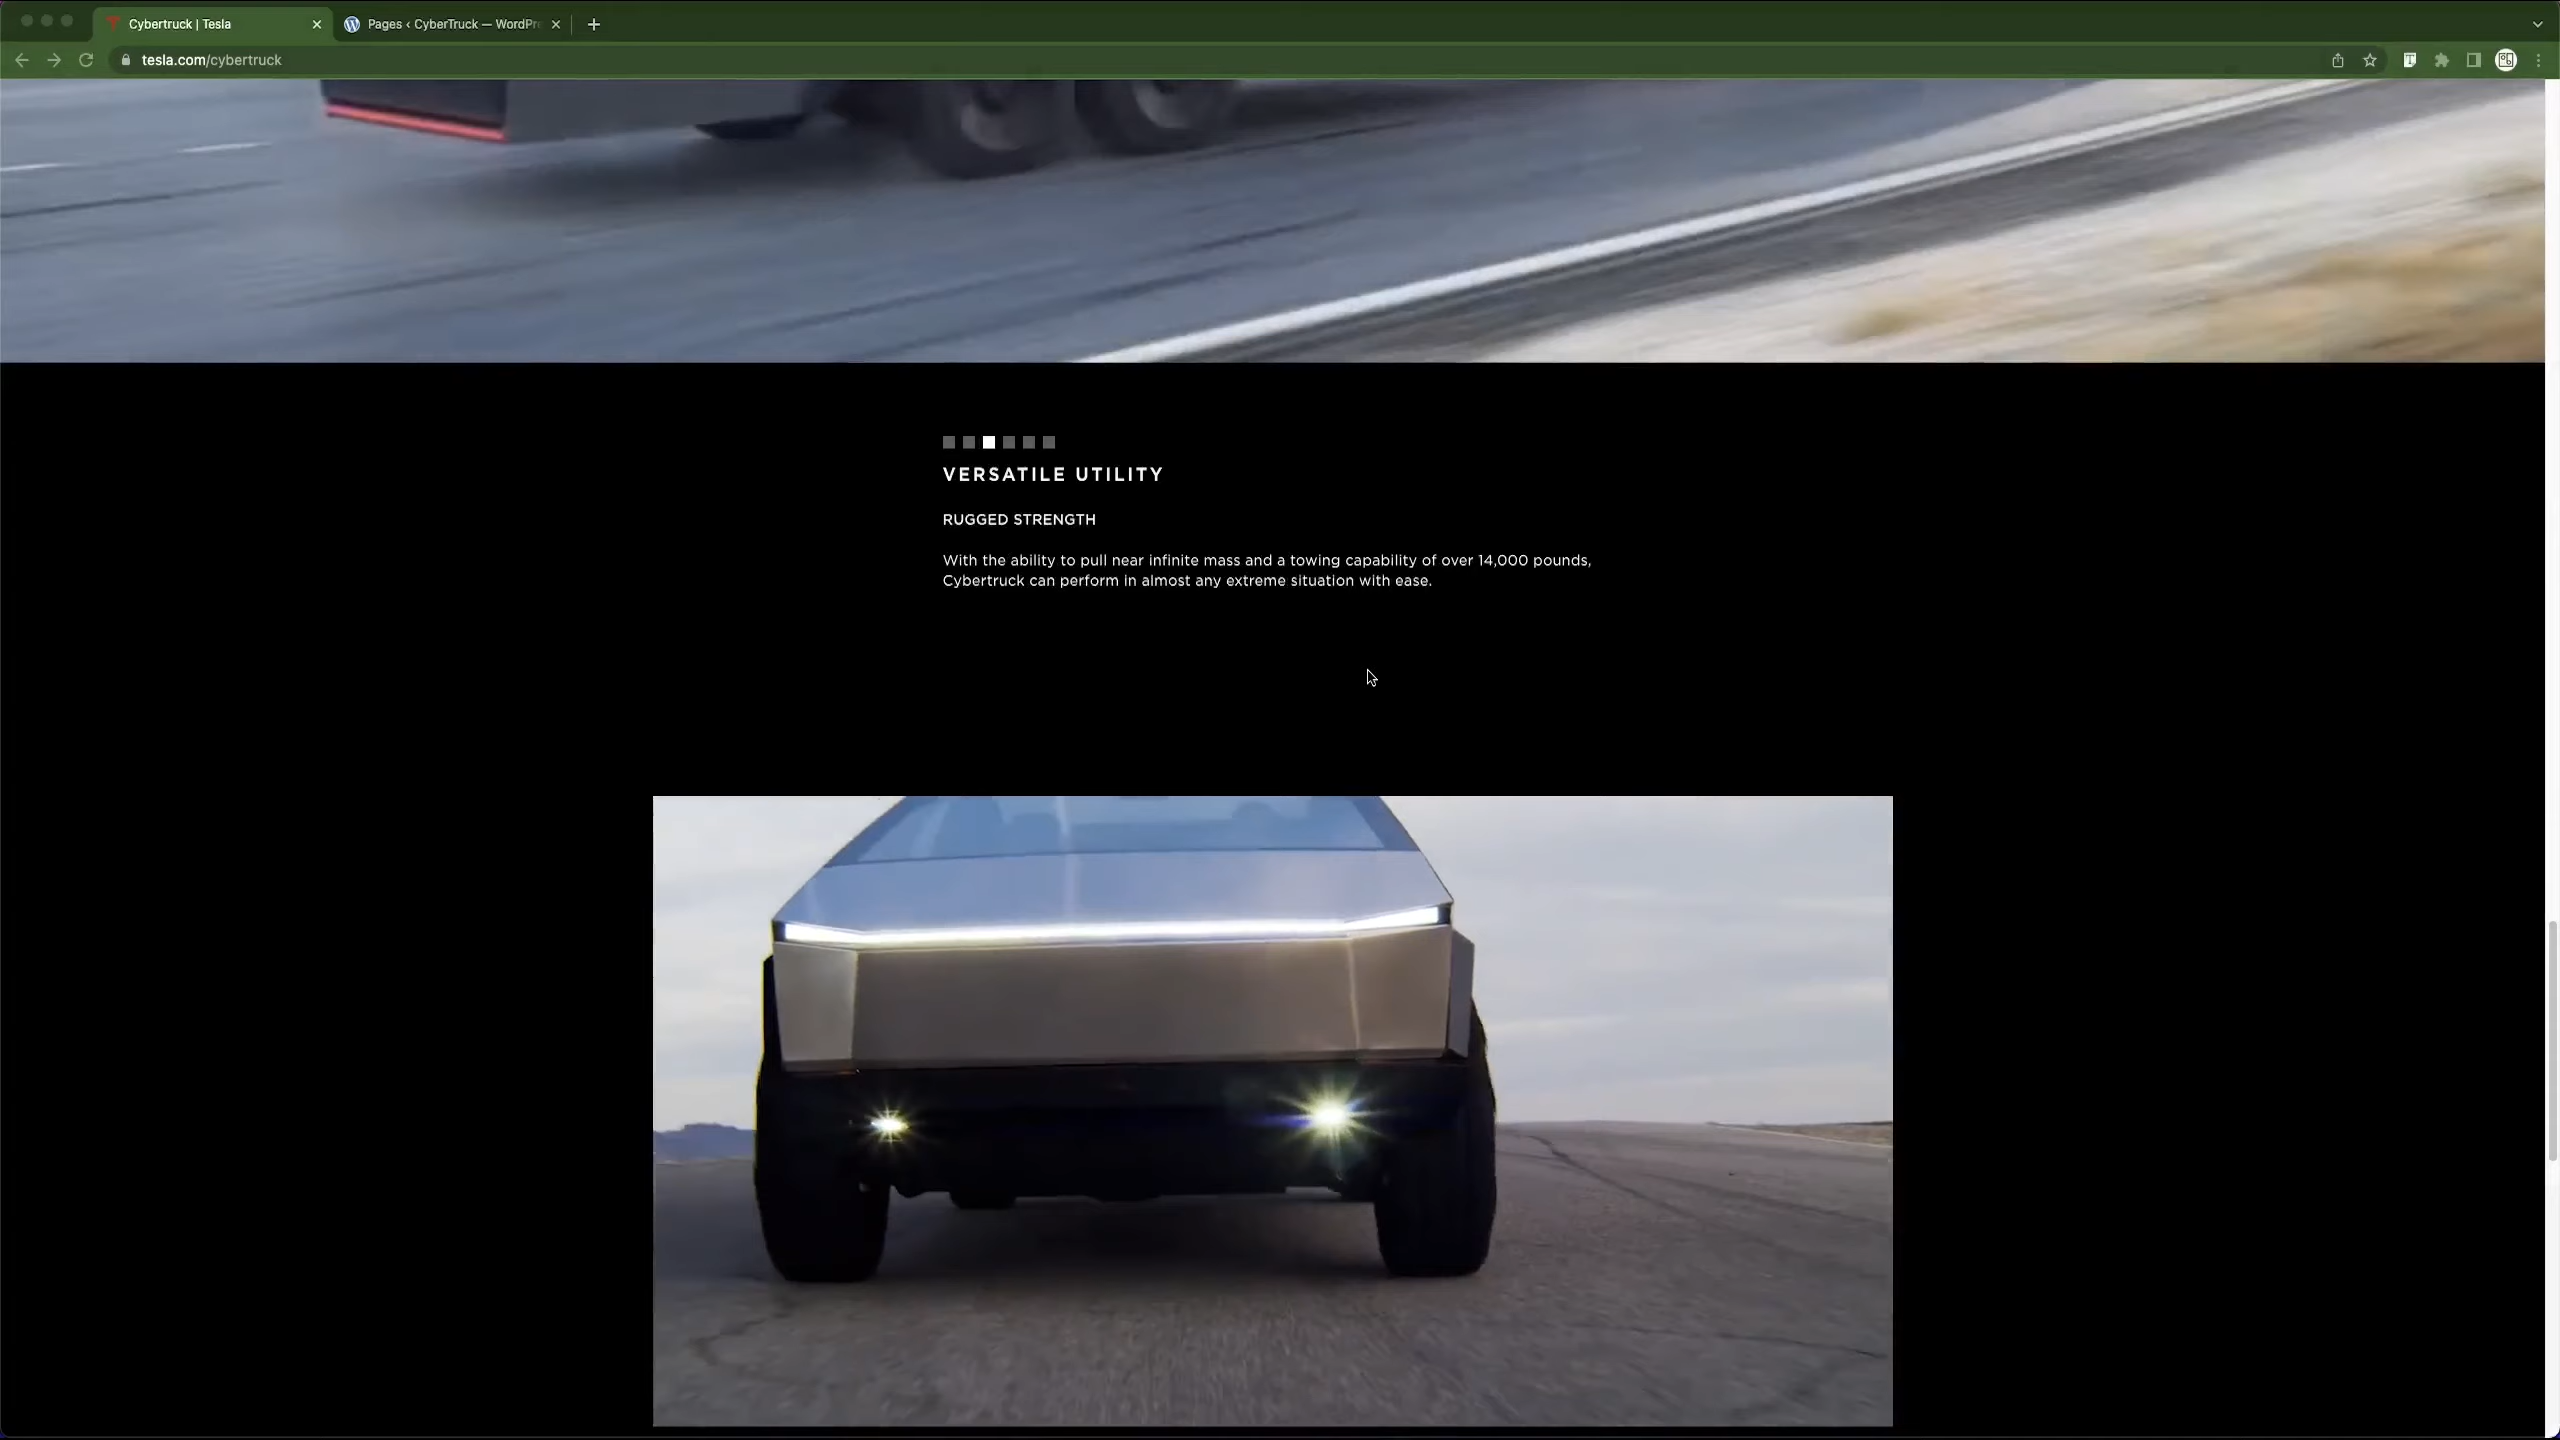 Cybertruck | Tesla
Pages ‹ CyberTruck — WordPr
tesla.com/cybertruck
VERSATILE UTILITY
RUGGED STRENGTH
With the ability to pull near infinite mass and a towing capability of over 14,000 pounds,
Cybertruck can perform in almost any extreme situation with ease.